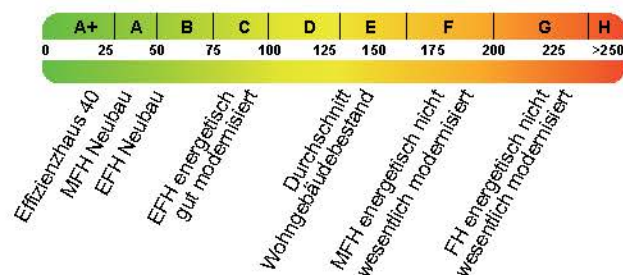 A+ A B C D E F G H
0 25 50 75 100 125 150 175 200 225 >250
Effizienzhaus 40
MFH Neubau
EFH Neubau
EFH energetisch
gut modernisiert
Durchschnitt
Wohngebäudebestand
MFH energetisch nicht
wesentlich modernisiert
FH energetisch nicht
wesentlich modernisiert